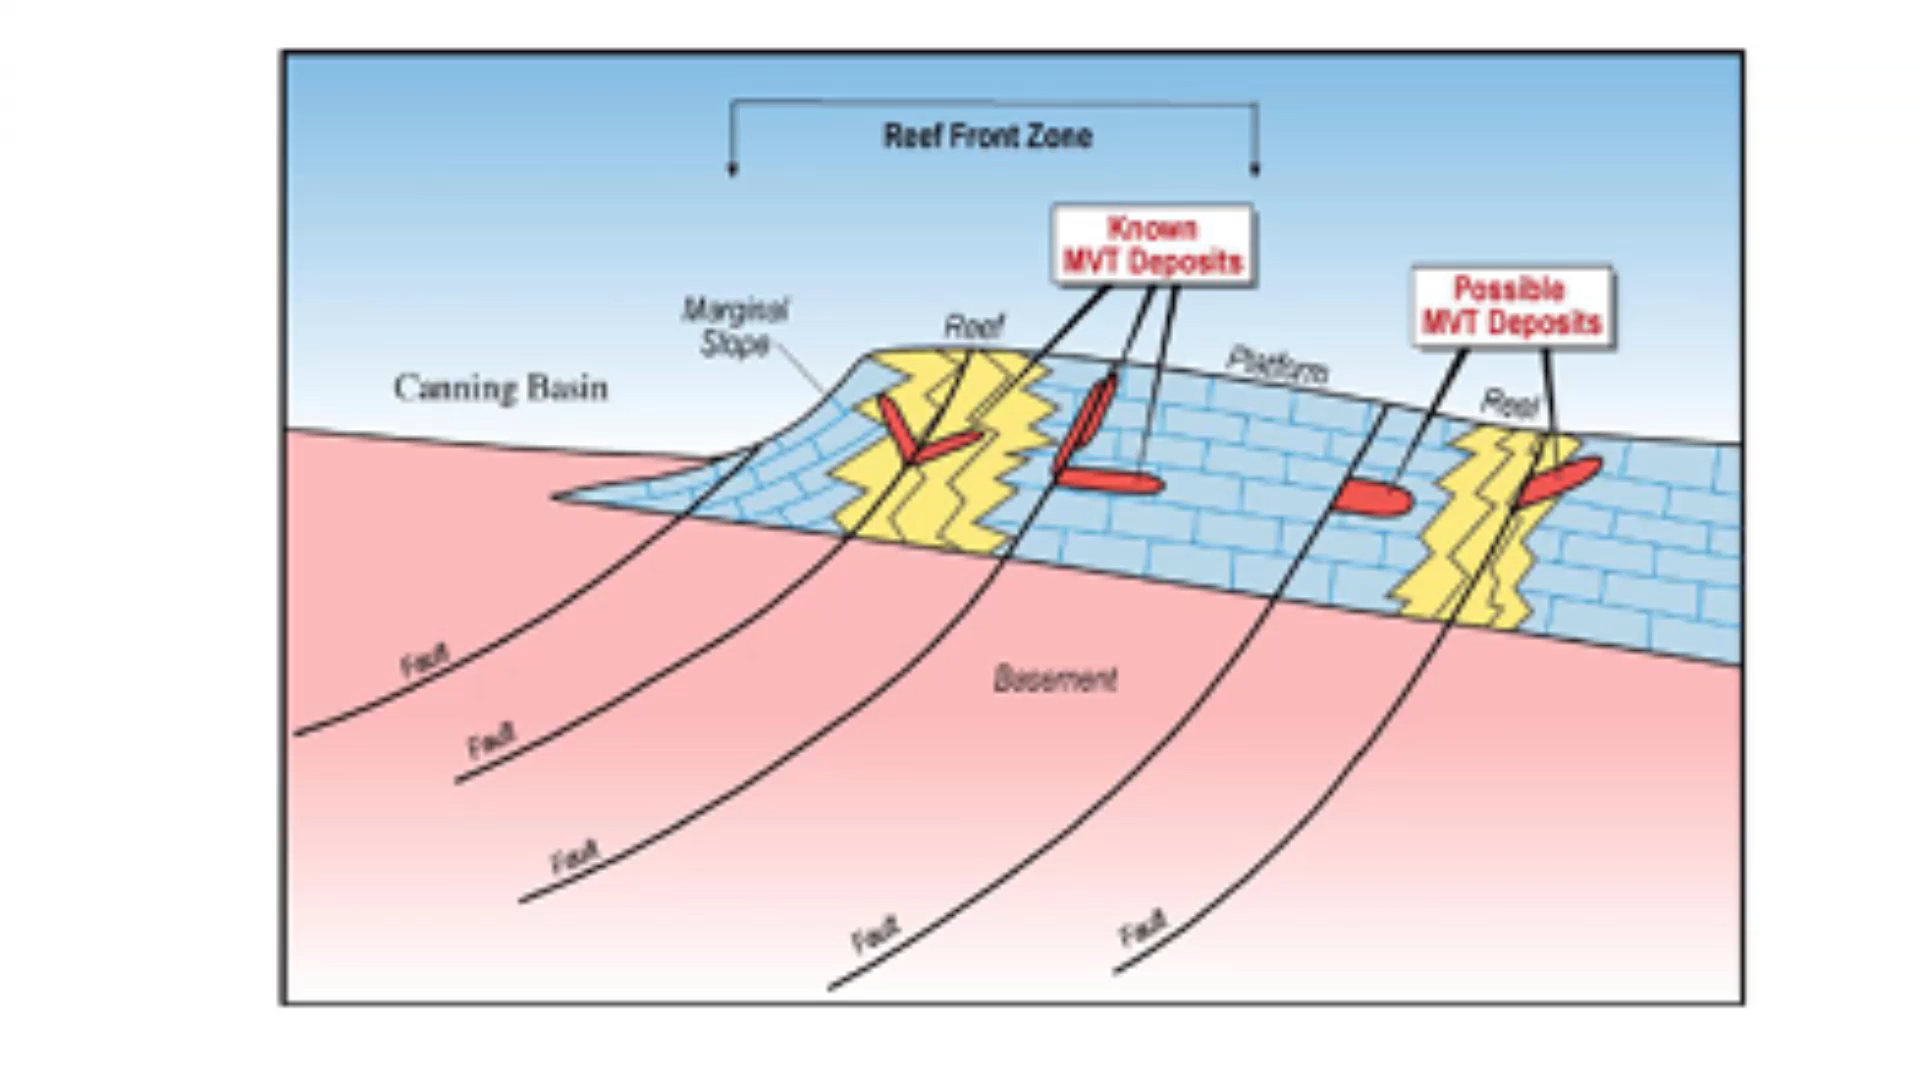 Reef Front Zone
Known
MVT Deposits
Possible
MVT Deposits
Marginal
Slope
Reef
Platform
Canning Basin
Reef
Fault
Basement
Fault
Fault
Fault
Fault